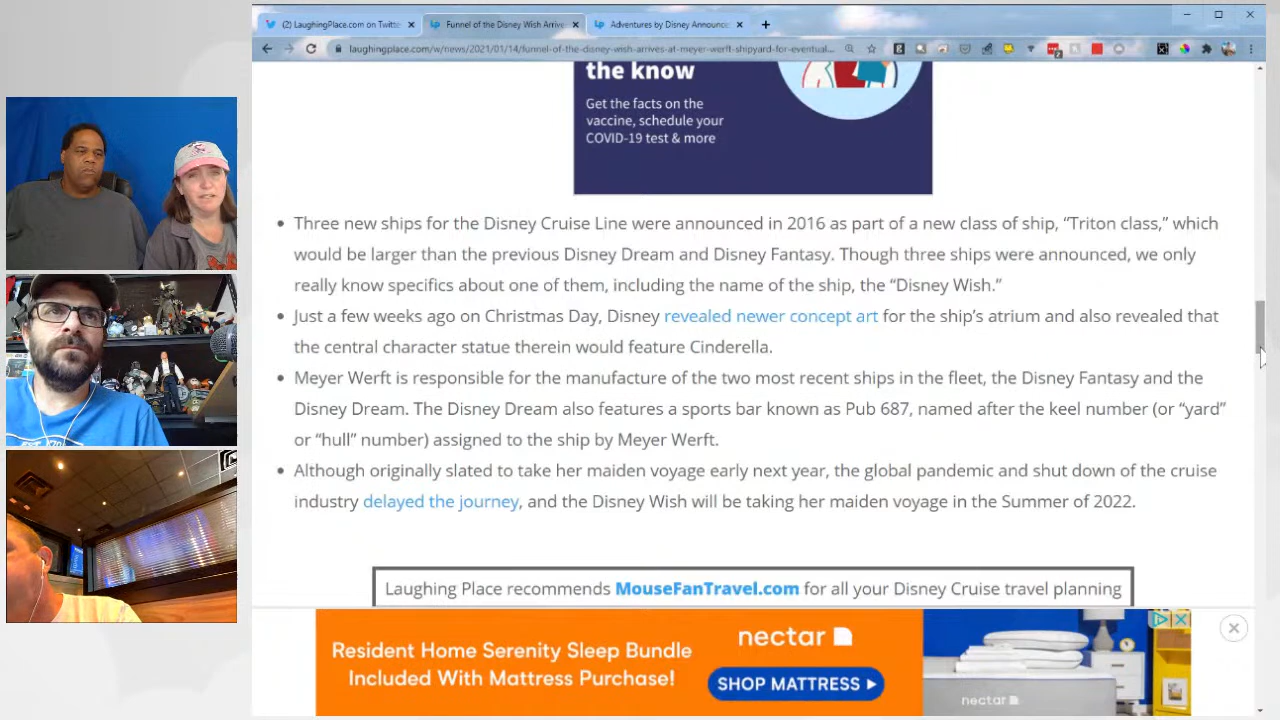 (2) LaughingPlace.com on Twitte
Funnel of the Disney Wish Arrive
Adventures by Disney Announc
laughingplace.com/w/news/2021/01/14/funnel-of-the-disney-wish-arrives-at-meyer-werft-shipyard-for-eventual...
the know
Get the facts on the
vaccine, schedule your
COVID-19 test & more
Three new ships for the Disney Cruise Line were announced in 2016 as part of a new class of ship, “Triton class,” which
would be larger than the previous Disney Dream and Disney Fantasy. Though three ships were announced, we only
really know specifics about one of them, including the name of the ship, the “Disney Wish.”
Just a few weeks ago on Christmas Day, Disney revealed newer concept art for the ship’s atrium and also revealed that
the central character statue therein would feature Cinderella.
Meyer Werft is responsible for the manufacture of the two most recent ships in the fleet, the Disney Fantasy and the
Disney Dream. The Disney Dream also features a sports bar known as Pub 687, named after the keel number (or “yard”
or “hull” number) assigned to the ship by Meyer Werft.
Although originally slated to take her maiden voyage early next year, the global pandemic and shut down of the cruise
industry delayed the journey, and the Disney Wish will be taking her maiden voyage in the Summer of 2022.
Laughing Place recommends MouseFanTravel.com for all your Disney Cruise travel planning
Resident Home Serenity Sleep Bundle
Included With Mattress Purchase!
nectar
SHOP MATTRESS
nectar